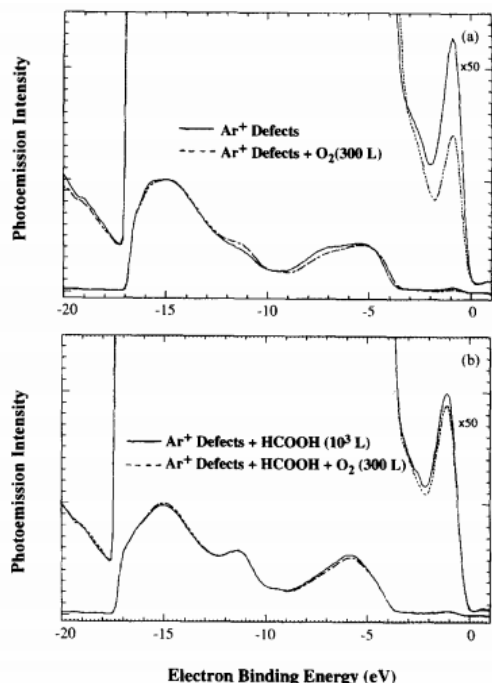 (a)
x50
Ar+ Defects
Ar+ Defects + O2(300 L)
Photoemission Intensity
-20 -15 -10 -5 0
(b)
x50
Ar+ Defects + HCOOH (10³ L)
Ar+ Defects + HCOOH + O2 (300 L)
Photoemission Intensity
-20 -15 -10 -5 0
Electron Binding Energy (eV)